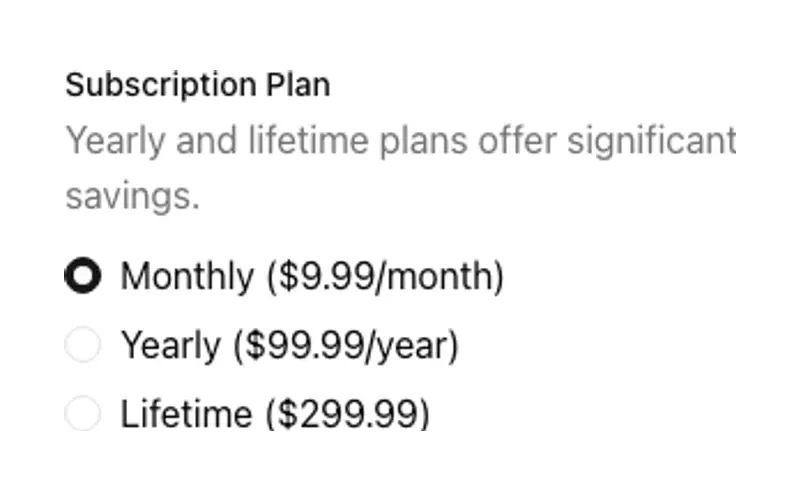 Subscription Plan
Yearly and lifetime plans offer significant
savings.
Monthly ($9.99/month)
Yearly ($99.99/year)
Lifetime ($299.99)